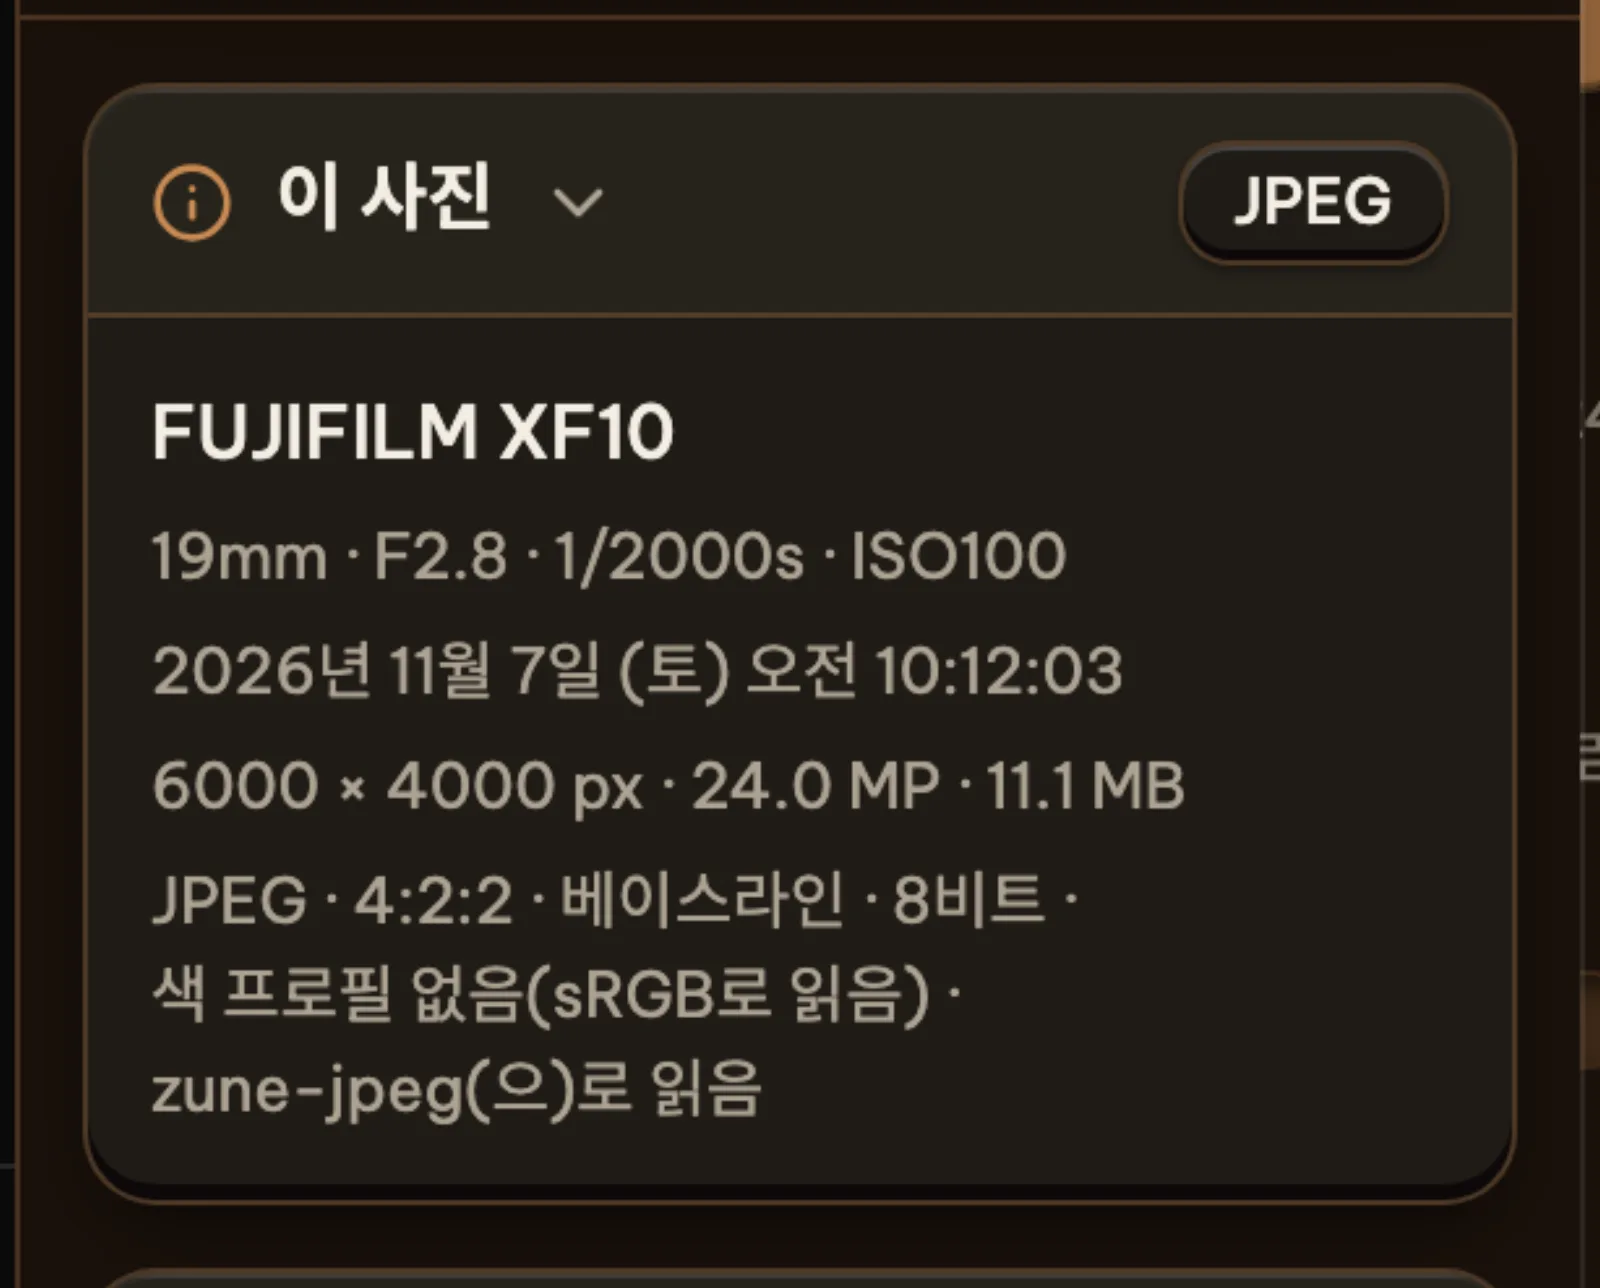 이 사진
JPEG
FUJIFILM XF10
19mm · F2.8 · 1/2000s · ISO100
2026년 11월 7일 (토) 오전 10:12:03
6000 × 4000 px · 24.0 MP · 11.1 MB
JPEG · 4:2:2 · 베이스라인 · 8비트 ·
색 프로필 없음(sRGB로 읽음) ·
zune-jpeg(으)로 읽음